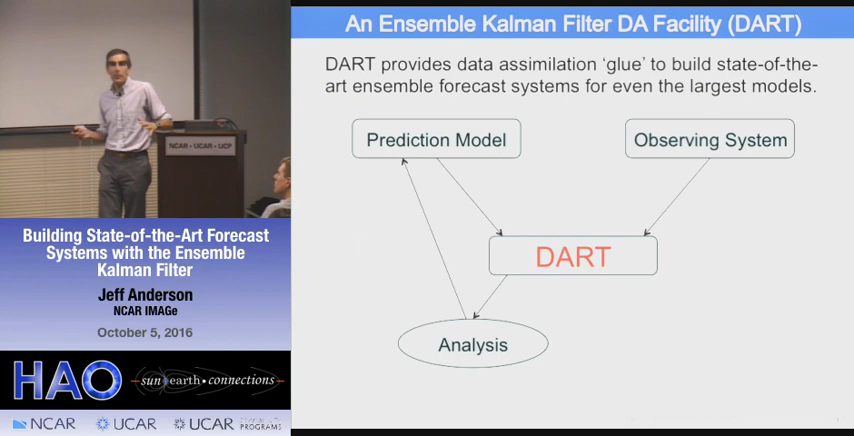 An Ensemble Kalman Filter DA Facility (DART)
DART provides data assimilation ‘glue’ to build state-of-the-
art ensemble forecast systems for even the largest models.
Prediction Model
Observing System
DART
Analysis
NCAR • UCAR • UCP
Building State-of-the-Art Forecast
Systems with the Ensemble
Kalman Filter
Jeff Anderson
NCAR IMAGe
October 5, 2016
HAO
sun earth • connections
NCAR
UCAR
UCAR
PROGRAMS